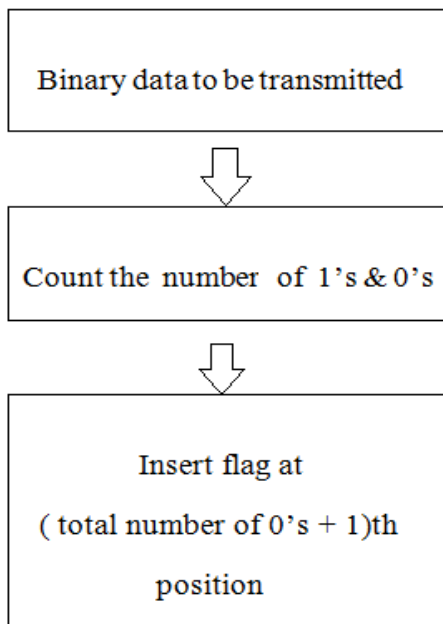 Binary data to be transmitted
Count the number of 1's & 0's
Insert flag at
( total number of 0's + 1)th
position